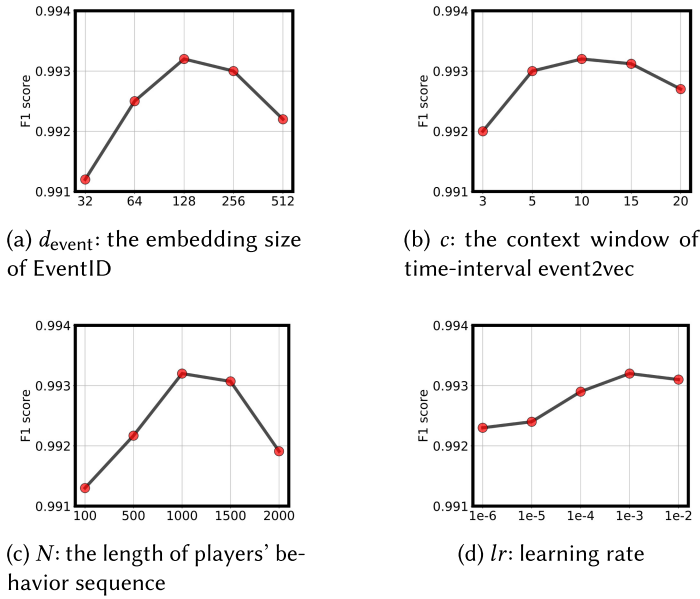 0.994
0.993
0.992
0.991
F1 score
32 64 128 256 512
(a) d_event: the embedding size
of EventID
0.994
0.993
0.992
0.991
F1 score
3 5 10 15 20
(b) c: the context window of
time-interval event2vec
0.994
0.993
0.992
0.991
F1 score
100 500 1000 1500 2000
(c) N: the length of players’ be-
havior sequence
0.994
0.993
0.992
0.991
F1 score
1e-6 1e-5 1e-4 1e-3 1e-2
(d) lr: learning rate